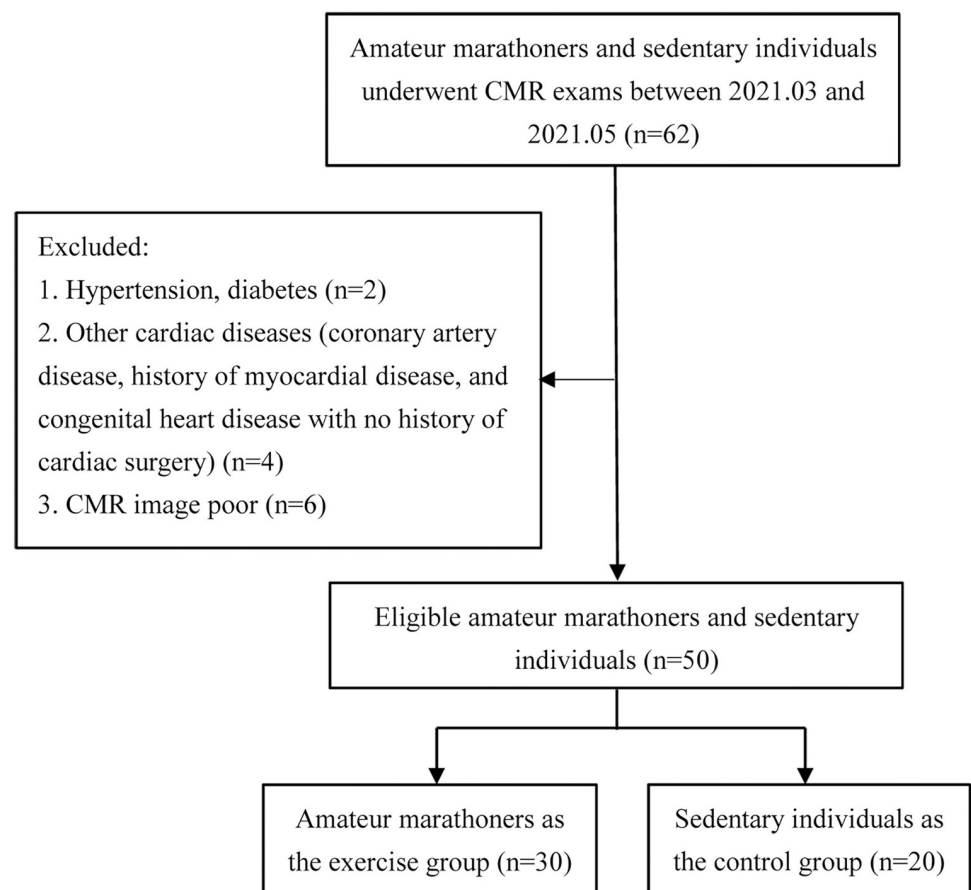 Amateur marathoners and sedentary individuals
underwent CMR exams between 2021.03 and
2021.05 (n=62)
Excluded:
1. Hypertension, diabetes (n=2)
2. Other cardiac diseases (coronary artery
disease, history of myocardial disease, and
congenital heart disease with no history of
cardiac surgery) (n=4)
3. CMR image poor (n=6)
Eligible amateur marathoners and sedentary
individuals (n=50)
Amateur marathoners as
the exercise group (n=30)
Sedentary individuals as
the control group (n=20)